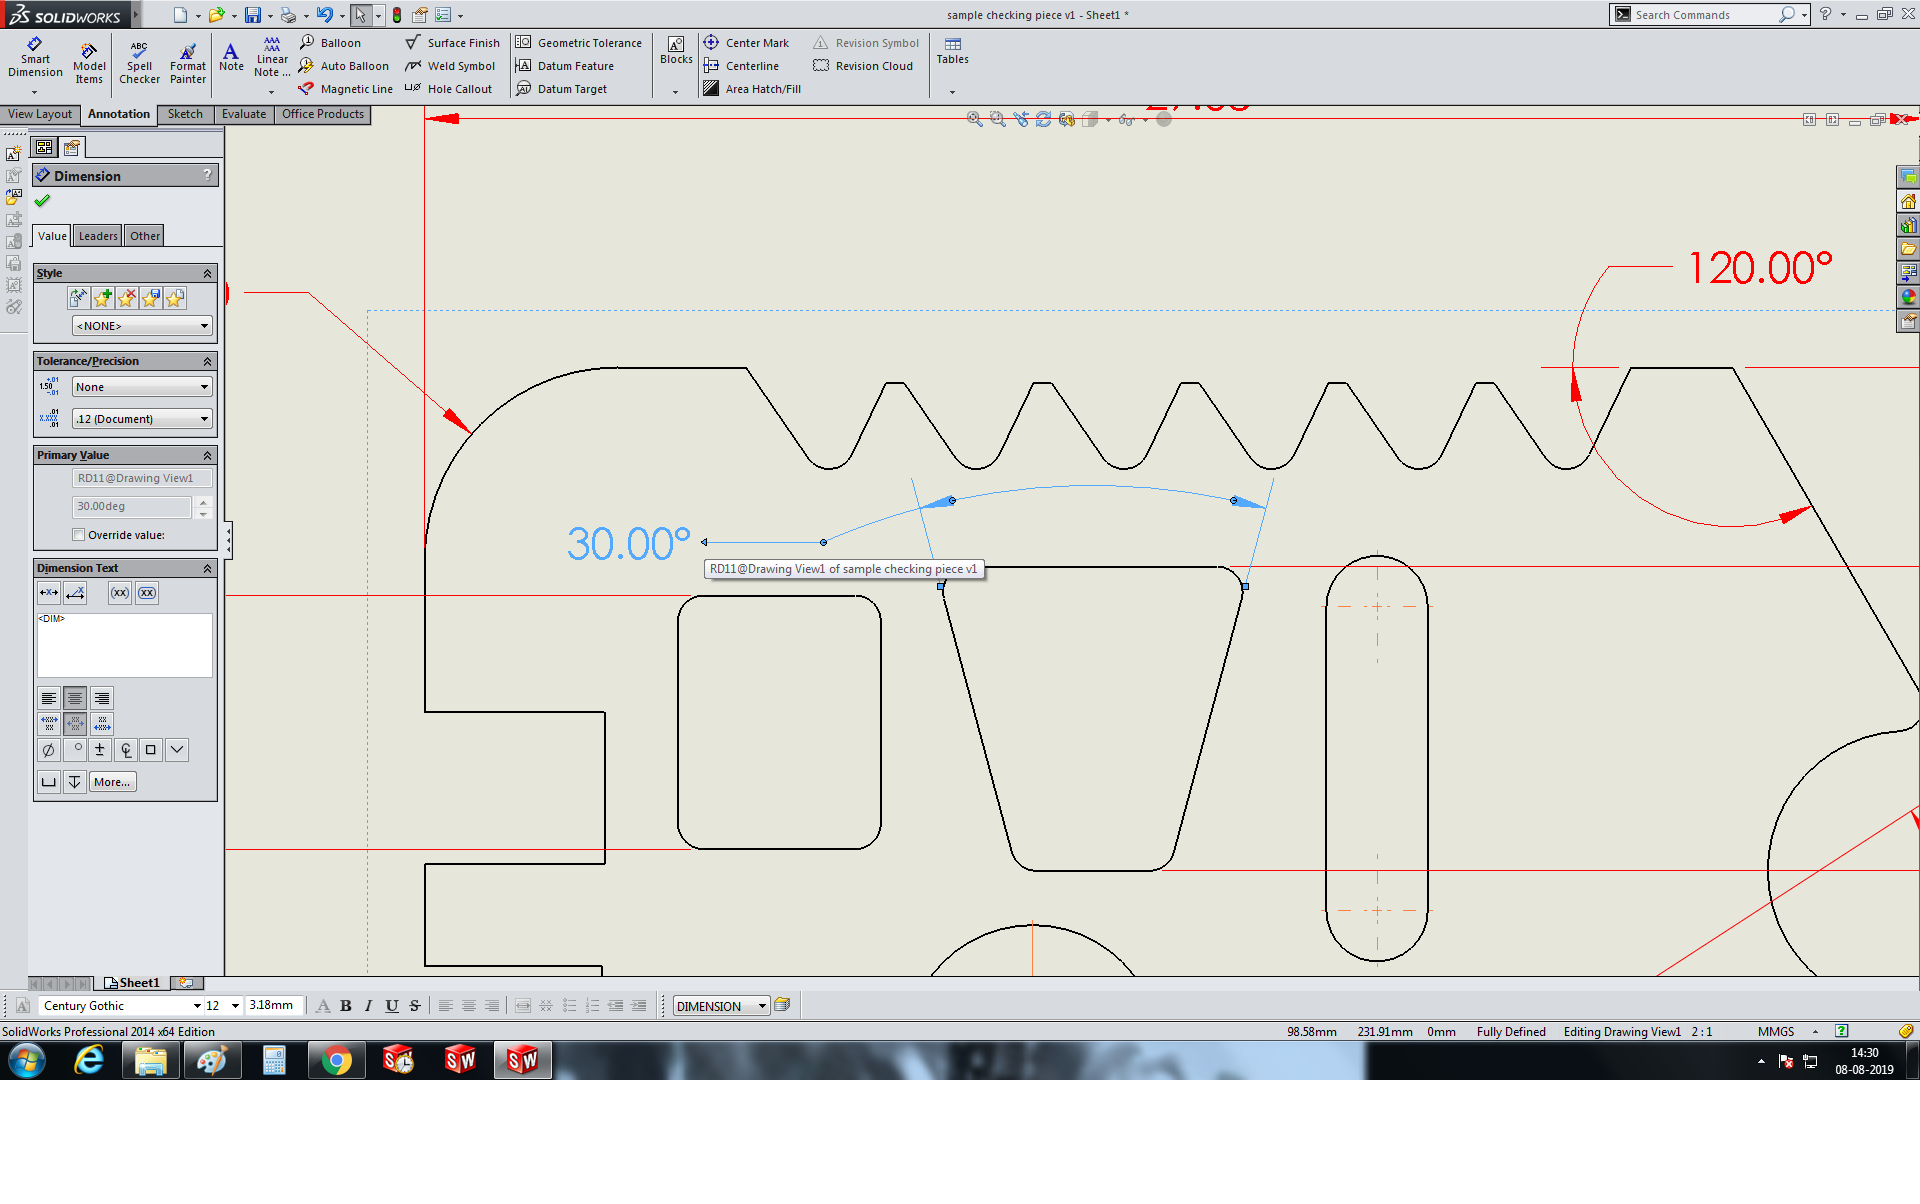 SOLIDWORKS
sample checking piece v1 - Sheet1 *
Search Commands
Smart Dimension
Model Items
ABC
Spell Checker
Format Painter
Note
Linear Note ...
Balloon
Auto Balloon
Magnetic Line
Surface Finish
Weld Symbol
Hole Callout
Geometric Tolerance
Datum Feature
Datum Target
Blocks
Center Mark
Centerline
Area Hatch/Fill
Revision Symbol
Revision Cloud
Tables
View Layout
Annotation
Sketch
Evaluate
Office Products
Dimension
?
Value
Leaders
Other
Style
<NONE>
Tolerance/Precision
None
.12 (Document)
Primary Value
RD11@Drawing View1
30.00deg
Override value:
Dimension Text
(xx)
(xx)
<DIM>
More...
120.00°
30.00°
RD11@Drawing View1 of sample checking piece v1
Sheet1
Century Gothic
12
3.18mm
A B I U S
DIMENSION
SolidWorks Professional 2014 x64 Edition
98.58mm
231.91mm
0mm
Fully Defined
Editing Drawing View1
2 : 1
MMGS
14:30
08-08-2019